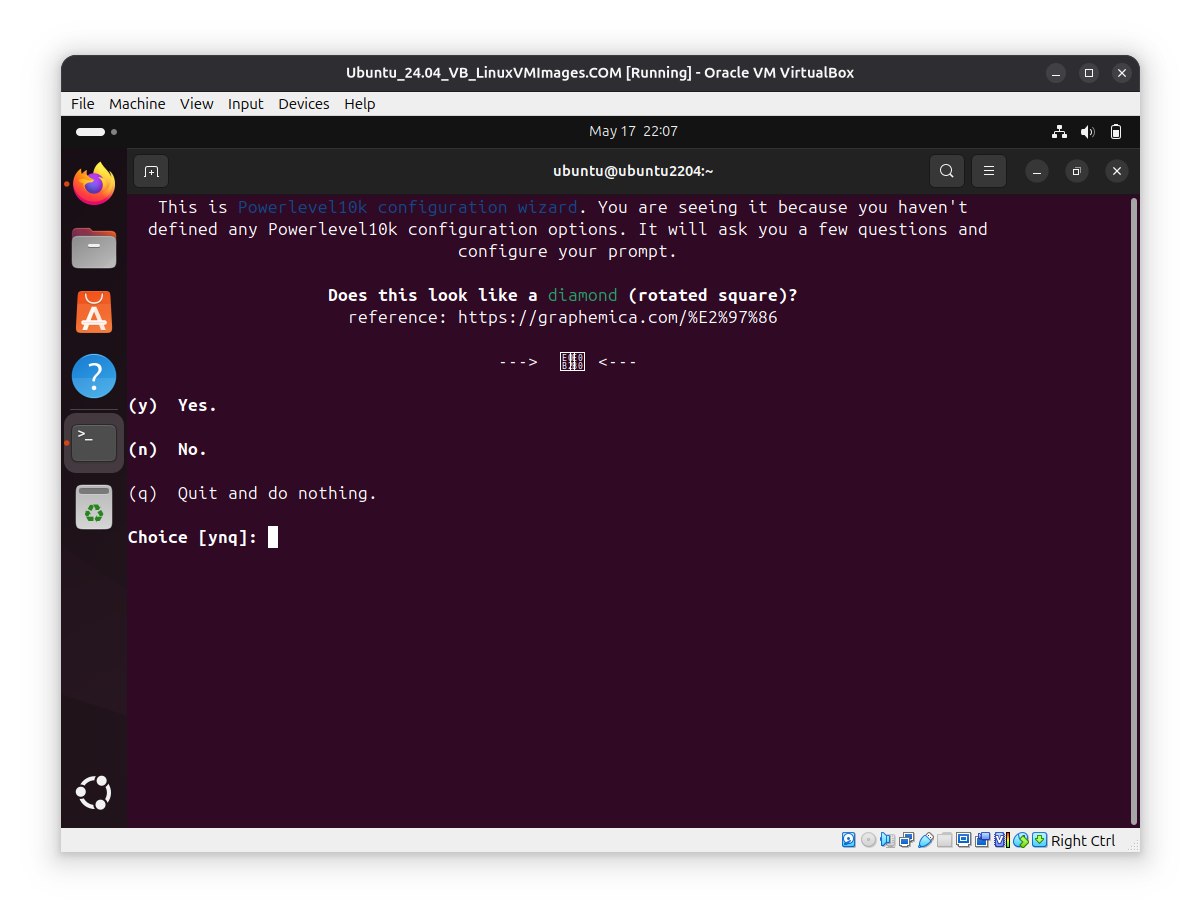 Ubuntu_24.04_VB_LinuxVMImages.COM [Running] - Oracle VM VirtualBox
File Machine View Input Devices Help
May 17 22:07
ubuntu@ubuntu2204:~
This is Powerlevel10k configuration wizard. You are seeing it because you haven't
defined any Powerlevel10k configuration options. It will ask you a few questions and
configure your prompt.
Does this look like a diamond (rotated square)?
reference: https://graphemica.com/%E2%97%86
---> <---
(y) Yes.
(n) No.
(q) Quit and do nothing.
Choice [ynq]:
Right Ctrl